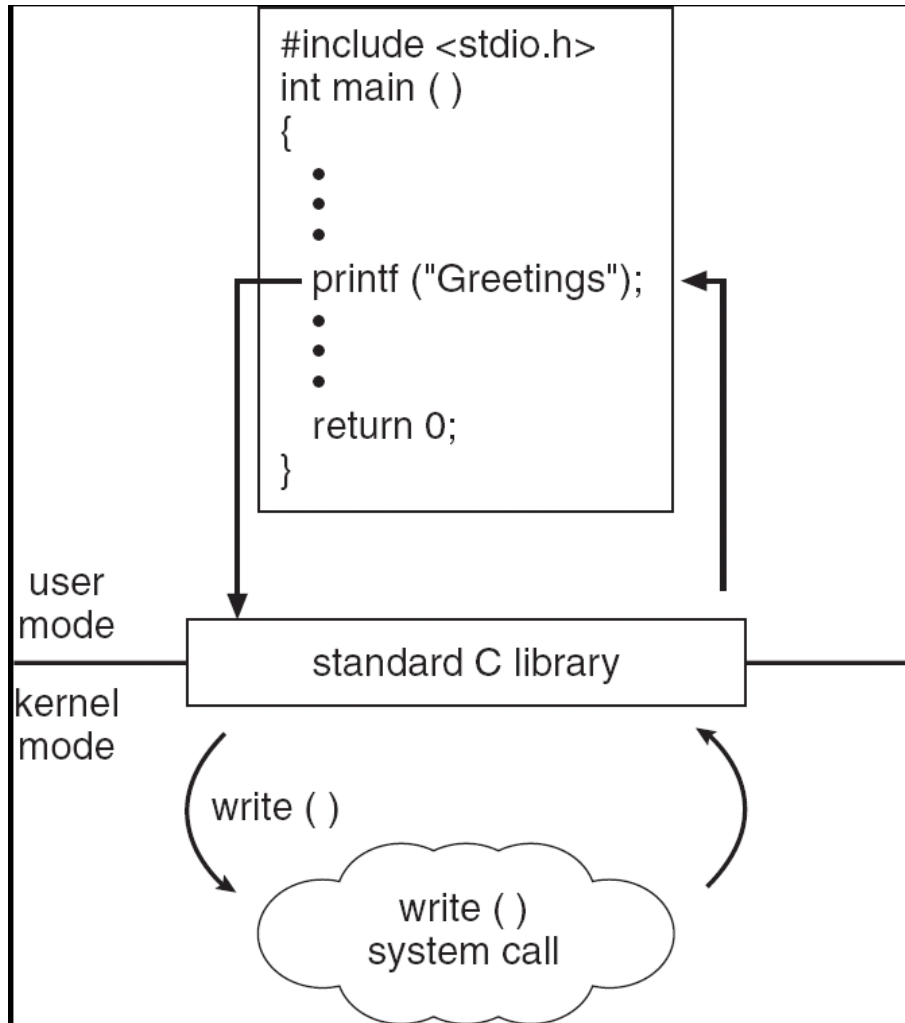 #include <stdio.h>
int main ( )
{
•
•
•
printf ("Greetings");
•
•
•
return 0;
}
user
mode
standard C library
kernel
mode
write ( )
write ( )
system call